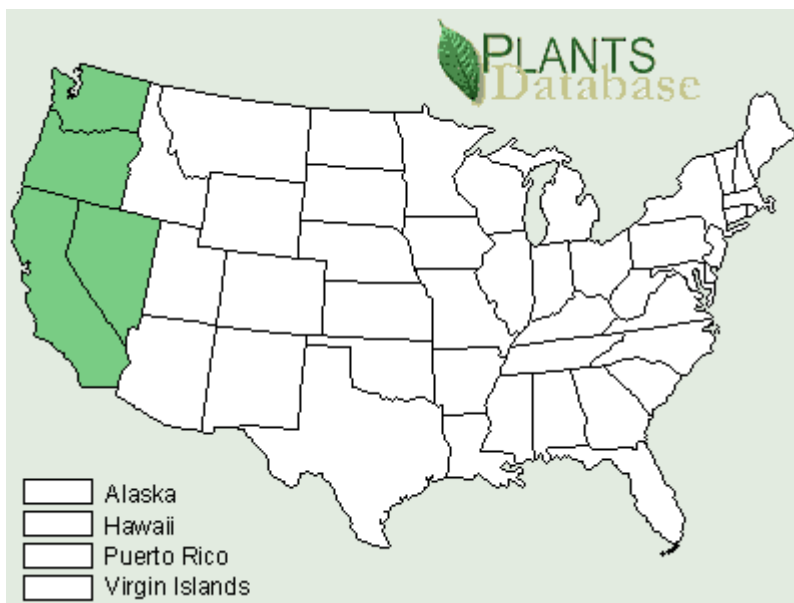 PLANTS
Database
Alaska
Hawaii
Puerto Rico
Virgin Islands